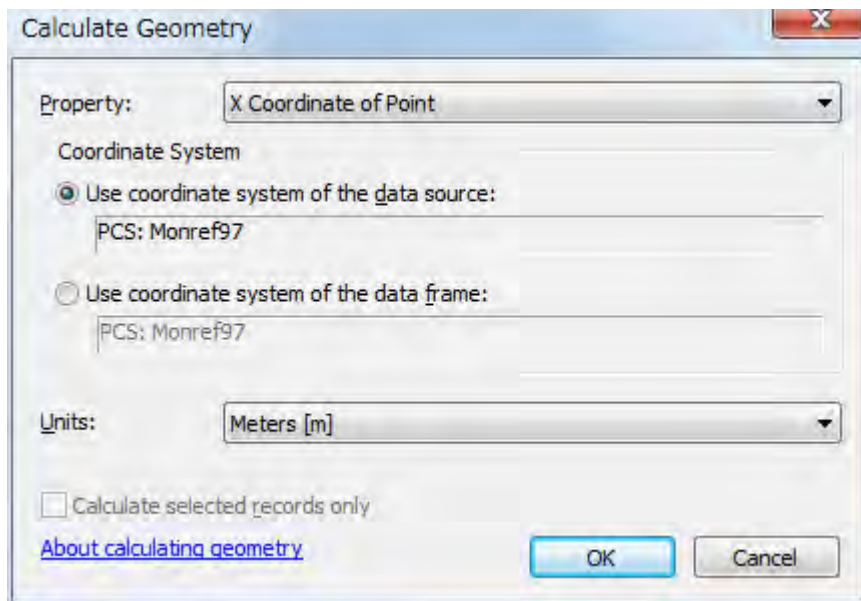 Calculate Geometry
Property: X Coordinate of Point
Coordinate System
Use coordinate system of the data source:
PCS: Monref97
Use coordinate system of the data frame:
PCS: Monref97
Units: Meters [m]
Calculate selected records only
About calculating geometry OK Cancel